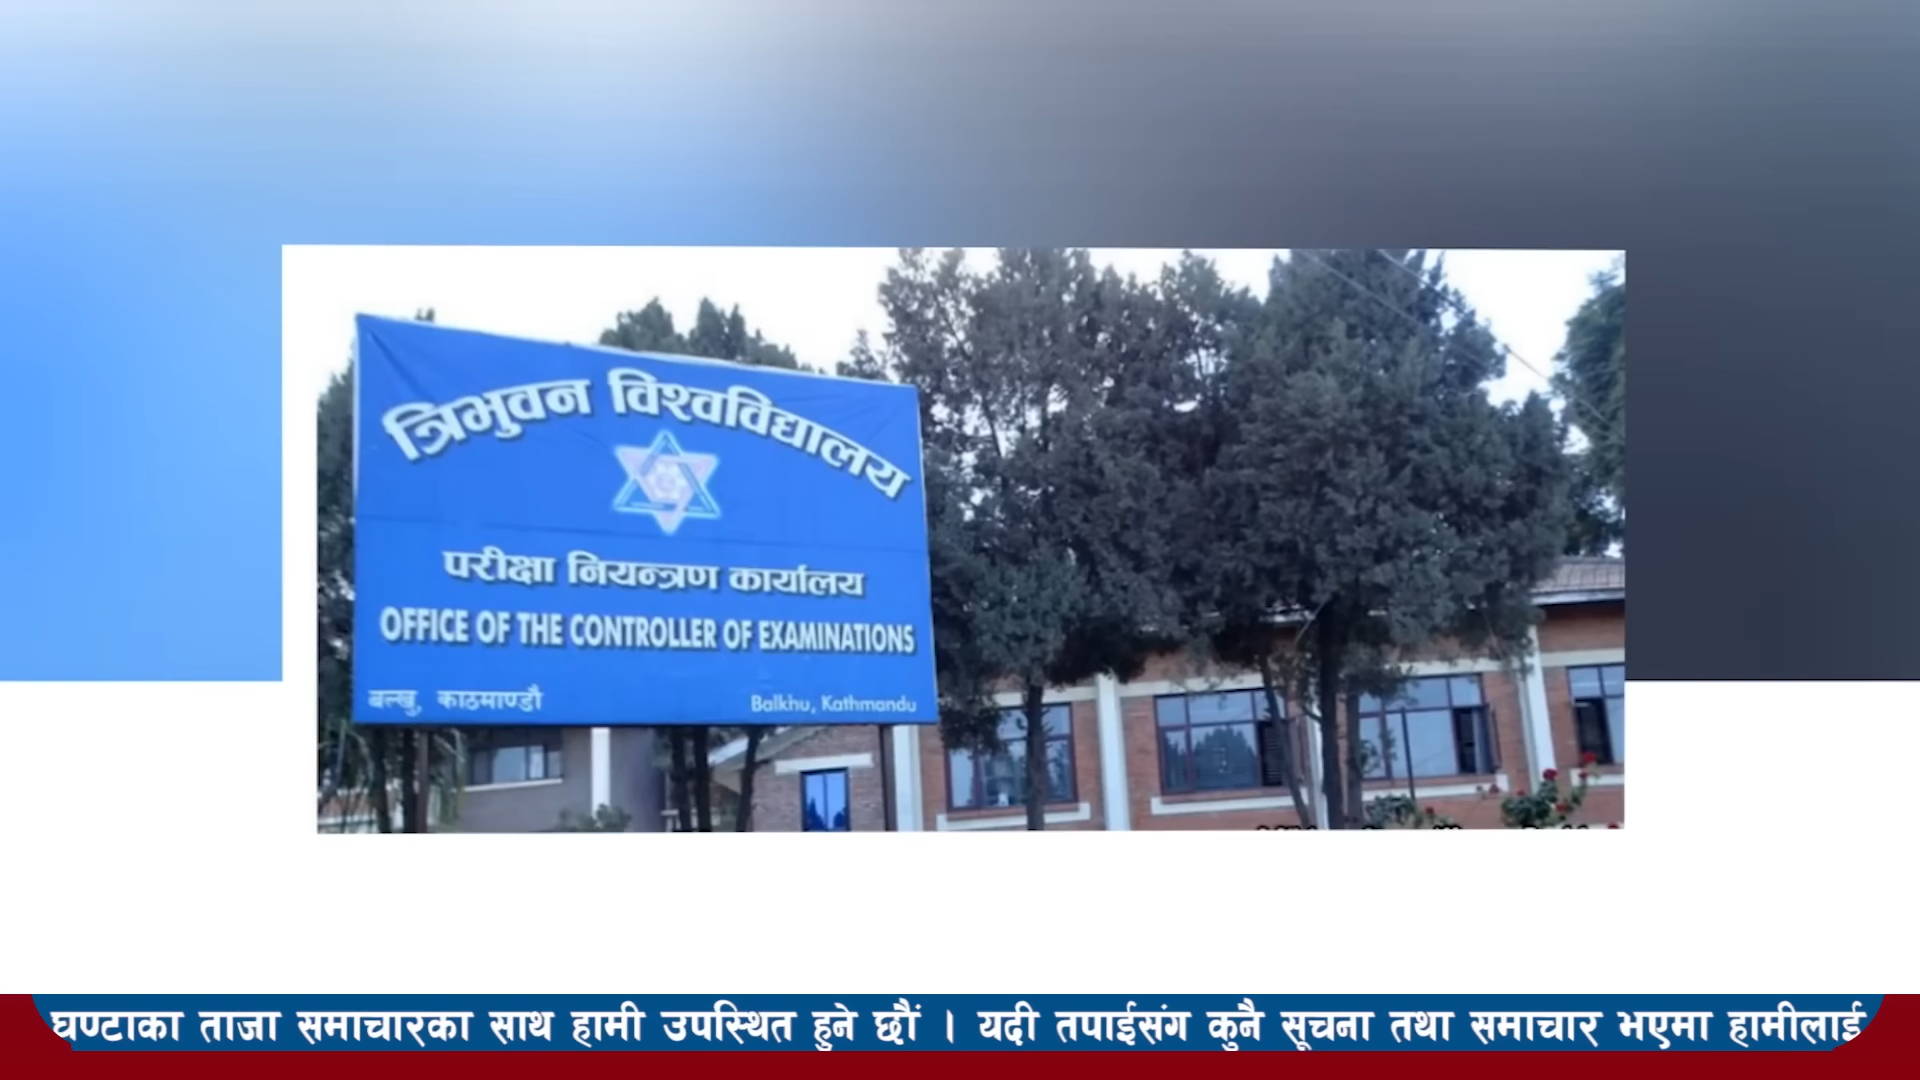 त्रिभुवन विश्वविद्यालय
परीक्षा नियन्त्रण कार्यालय
OFFICE OF THE CONTROLLER OF EXAMINATIONS
बल्खु, काठमाण्डौ
Balkhu, Kathmandu
घण्टाका ताजा समाचारका साथ हामी उपस्थित हुने छौं । यदी तपाईसंग कुनै सूचना तथा समाचार भएमा हामीलाई